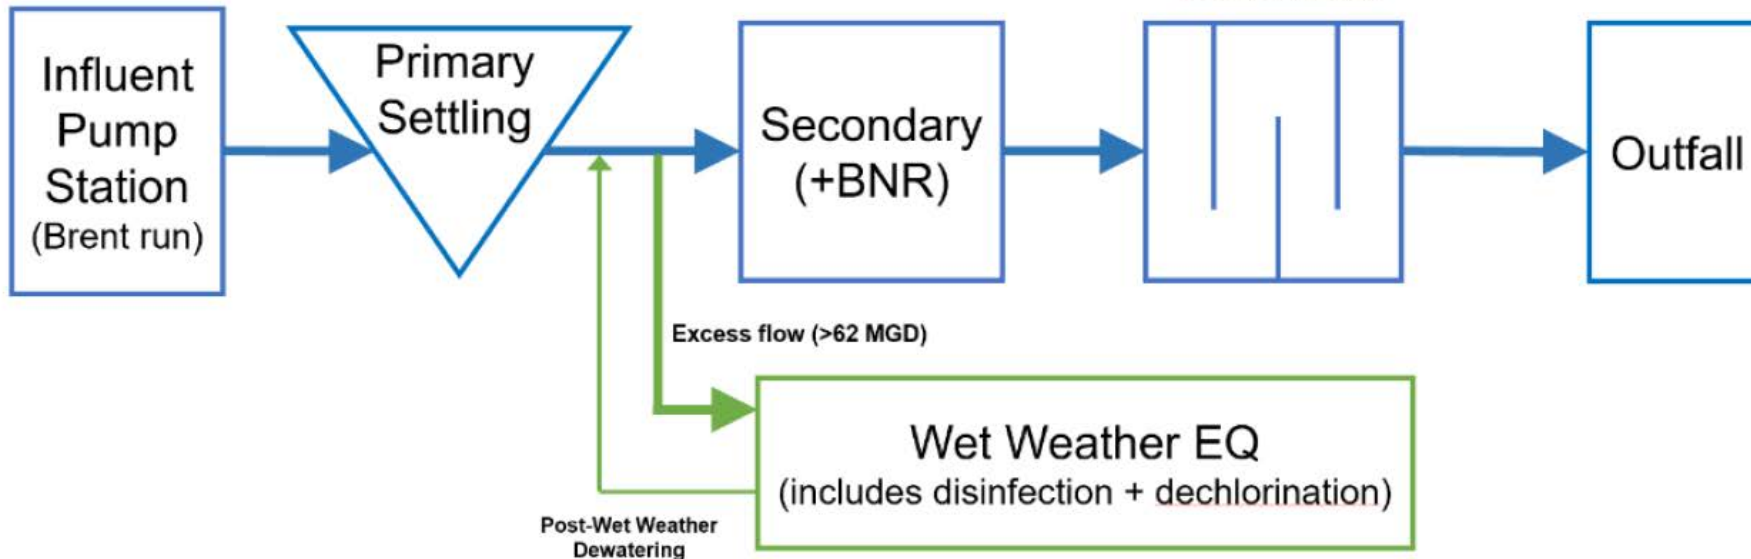 Influent
Pump
Station
(Brent run)
Primary
Settling
Secondary
(+BNR)
Outfall
Excess flow (>62 MGD)
Wet Weather EQ
(includes disinfection + dechlorination)
Post-Wet Weather
Dewatering